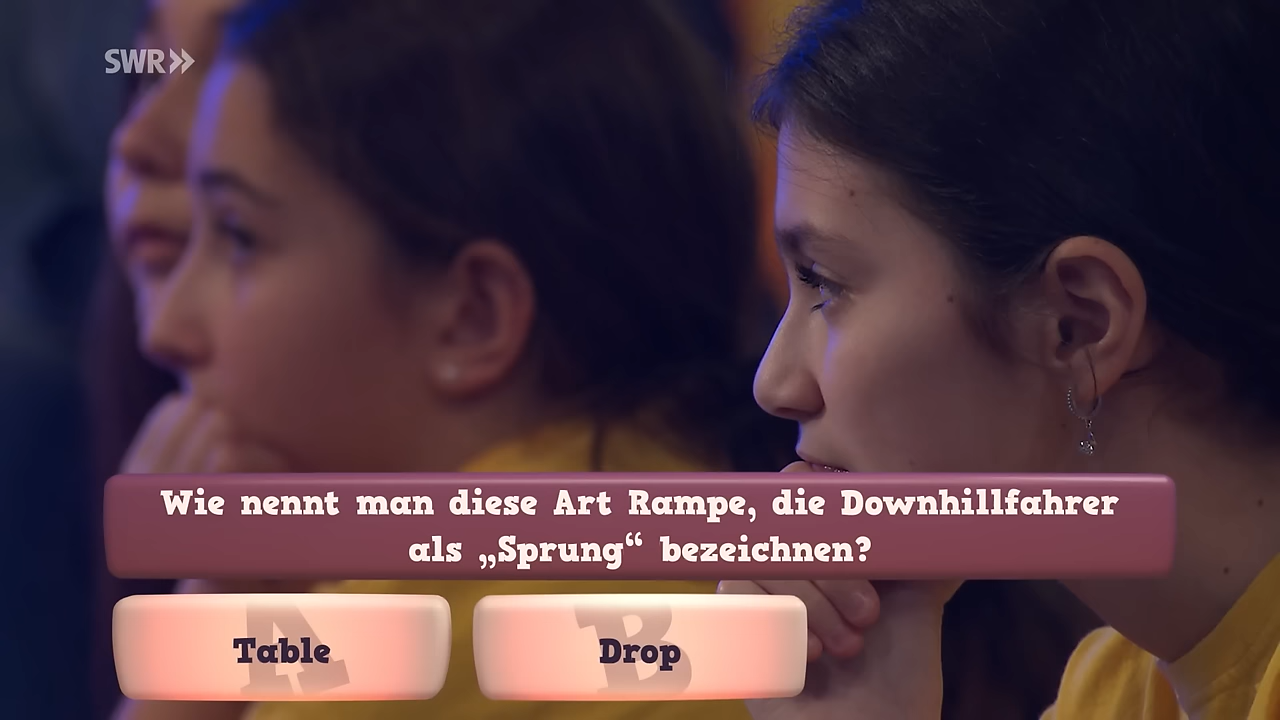 SWR
Wie nennt man diese Art Rampe, die Downhillfahrer
als „Sprung“ bezeichnen?
A
Table
B
Drop